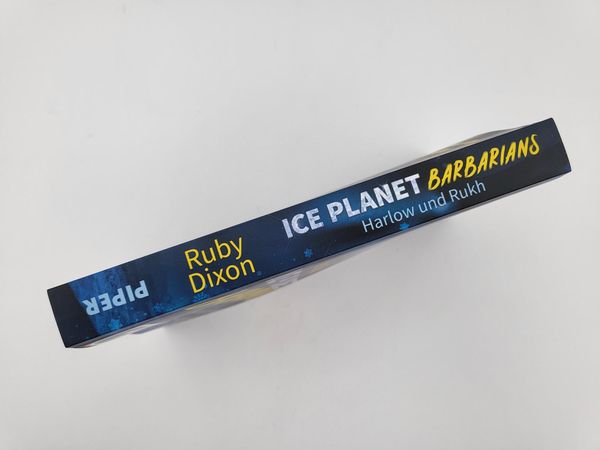 PIPER
Ruby
Dixon
ICE PLANET BARBARIANS
Harlow und Rukh